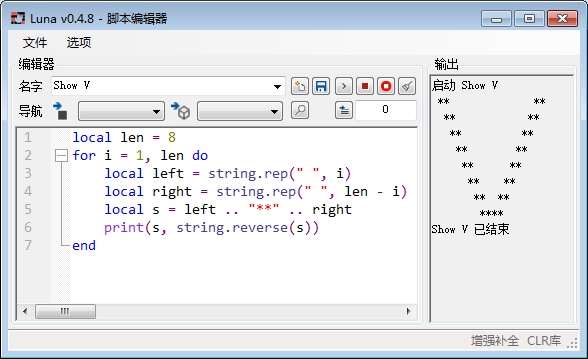 Luna v0.4.8 - 脚本编辑器
文件 选项
编辑器
名字 Show V
导航 0
1 local len = 8
2 for i = 1, len do
3 local left = string.rep(" ", i)
4 local right = string.rep(" ", len - i)
5 local s = left .. "**" .. right
6 print(s, string.reverse(s))
7 end
输出
启动 Show V
 **              **
  **            **
   **          **
    **        **
     **      **
      **    **
       **  **
        ****
Show V 已结束
增强补全 CLR库